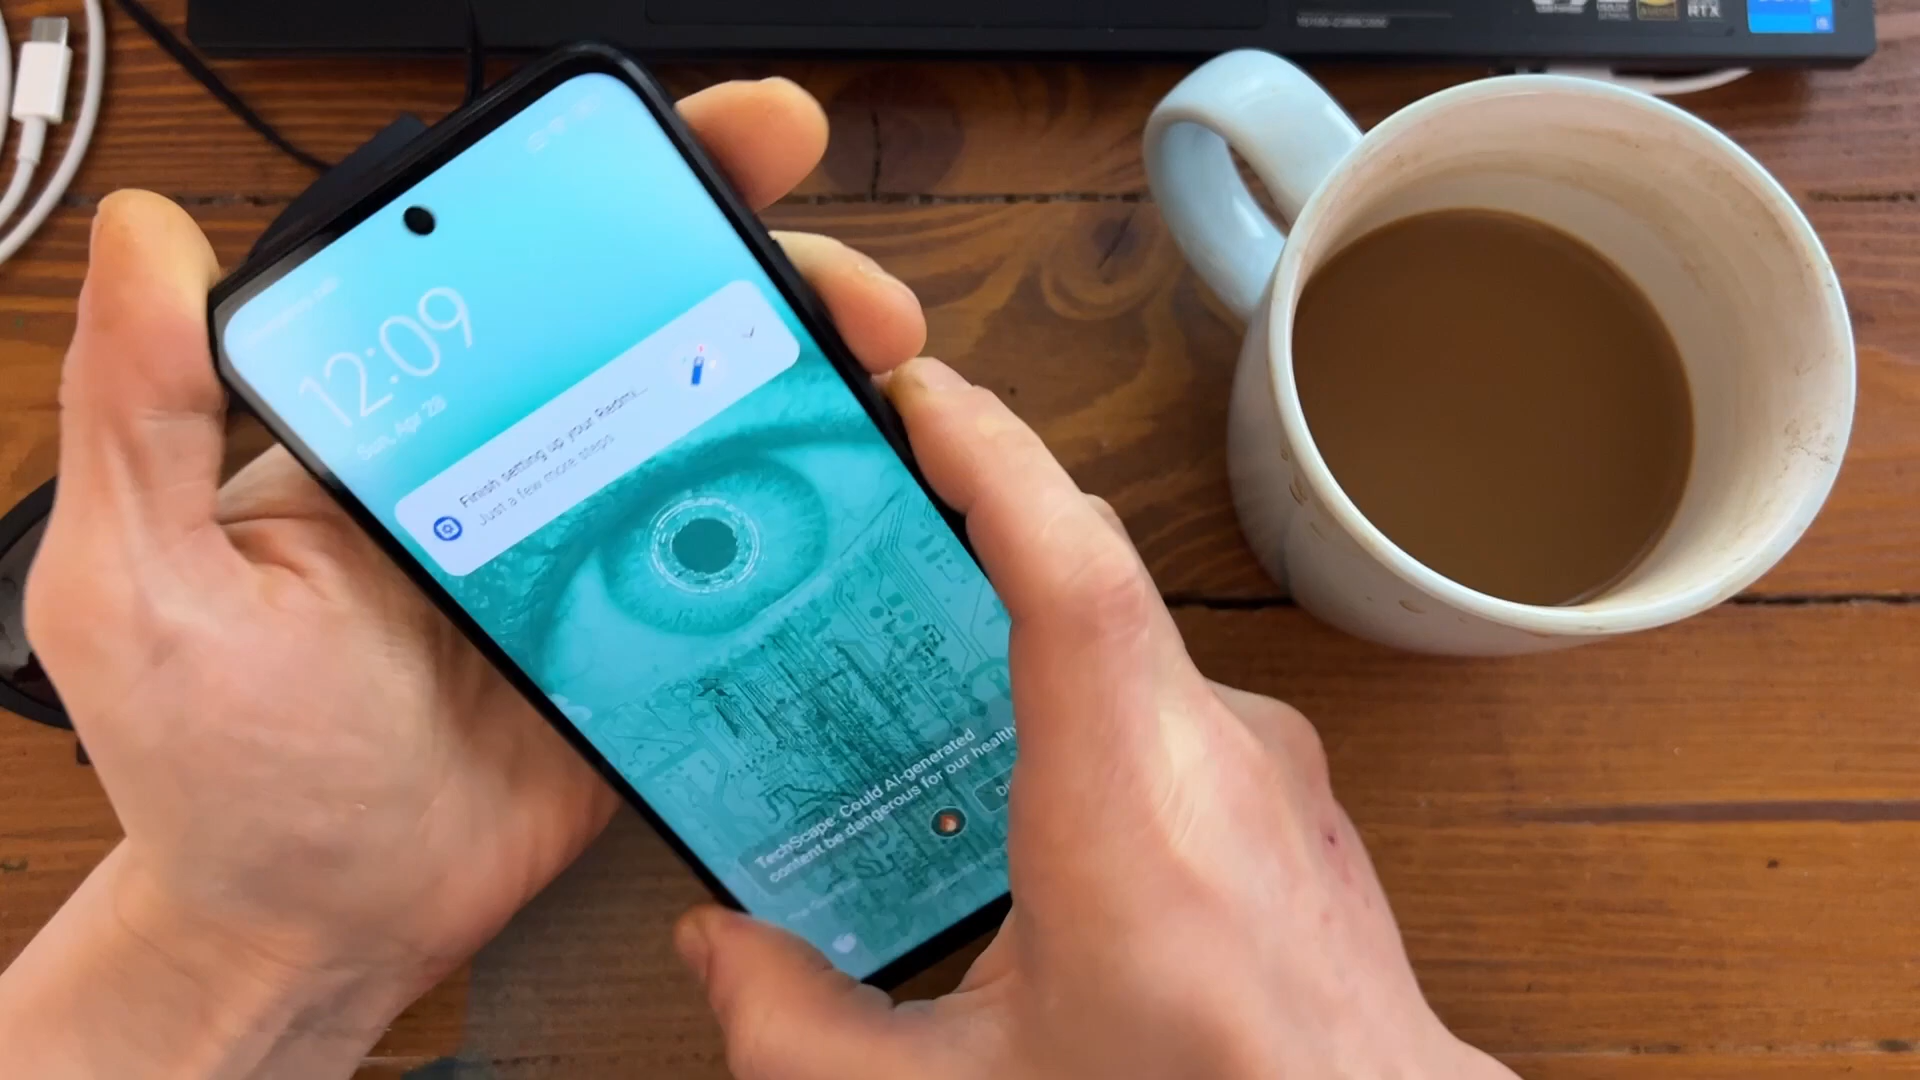 RTX
12:09
Sun, Apr 28
Finish setting up your Redmi...
Just a few more steps
TechScape: Could AI-generated
content be dangerous for our health